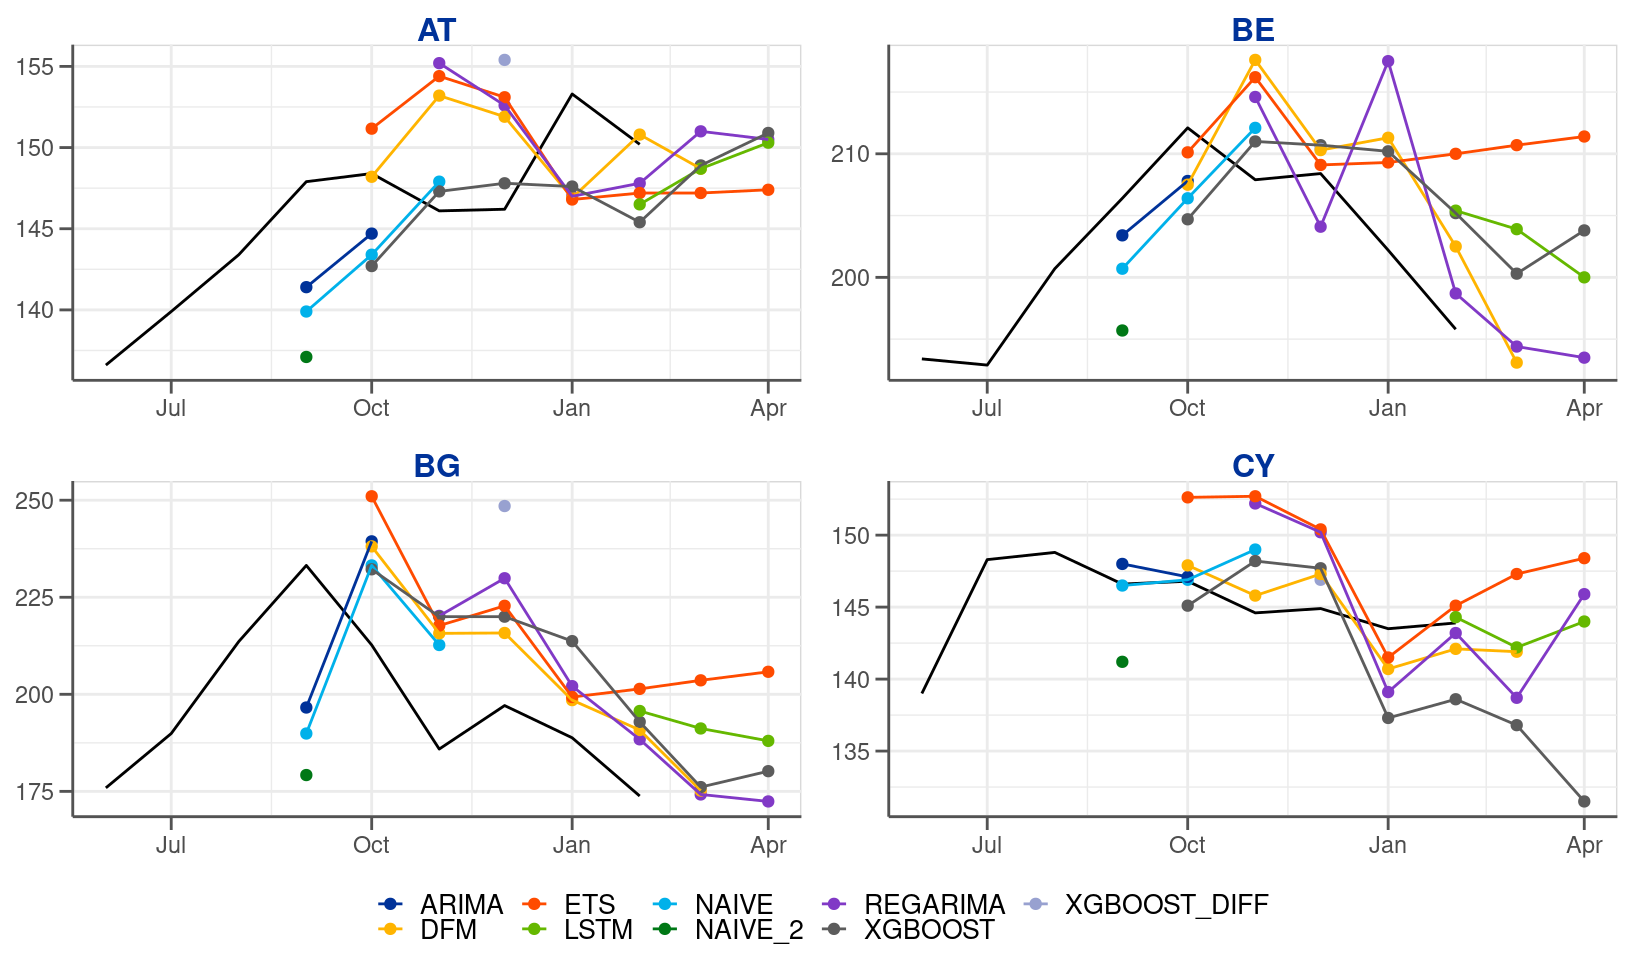 AT
155
150
145
140
Jul Oct Jan Apr
BE
210
200
Jul Oct Jan Apr
BG
250
225
200
175
Jul Oct Jan Apr
CY
150
145
140
135
Jul Oct Jan Apr
ARIMA ETS NAIVE REGARIMA XGBOOST_DIFF
DFM LSTM NAIVE_2 XGBOOST